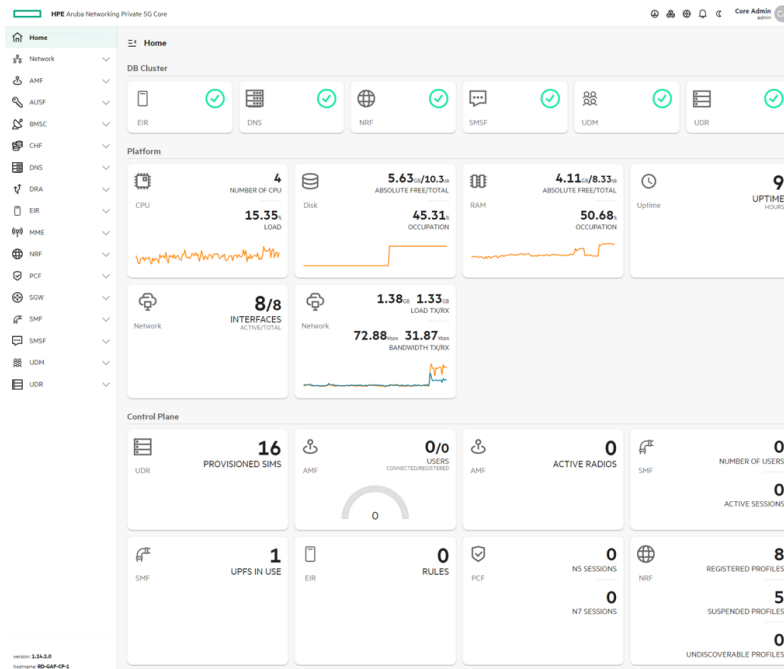 HPE Aruba Networking Private 5G Core
Core Admin
admin
Home
Network
AMF
AUSF
BMSC
CHF
DNS
DRA
EIR
MME
NRF
PCF
SGW
SMF
SMSF
UDM
UDR
version: 1.24.2.0
hostname: RD-GAF-CP-1
Home
DB Cluster
EIR
DNS
NRF
SMSF
UDM
UDR
Platform
CPU
4
NUMBER OF CPU
15.35%
LOAD
Disk
5.63GB/10.3GB
ABSOLUTE FREE/TOTAL
45.31%
OCCUPATION
RAM
4.11GB/8.33GB
ABSOLUTE FREE/TOTAL
50.68%
OCCUPATION
Uptime
9
UPTIME
HOURS
Network
8/8
INTERFACES
ACTIVE/TOTAL
Network
1.38GB 1.33GB
LOAD TX/RX
72.88kbps 31.87kbps
BANDWIDTH TX/RX
Control Plane
UDR
16
PROVISIONED SIMS
AMF
0/0
USERS
CONNECTED/REGISTERED
0
AMF
0
ACTIVE RADIOS
SMF
0
NUMBER OF USERS
0
ACTIVE SESSIONS
SMF
1
UPFS IN USE
EIR
0
RULES
PCF
0
N5 SESSIONS
0
N7 SESSIONS
NRF
8
REGISTERED PROFILES
5
SUSPENDED PROFILES
0
UNDISCOVERABLE PROFILES